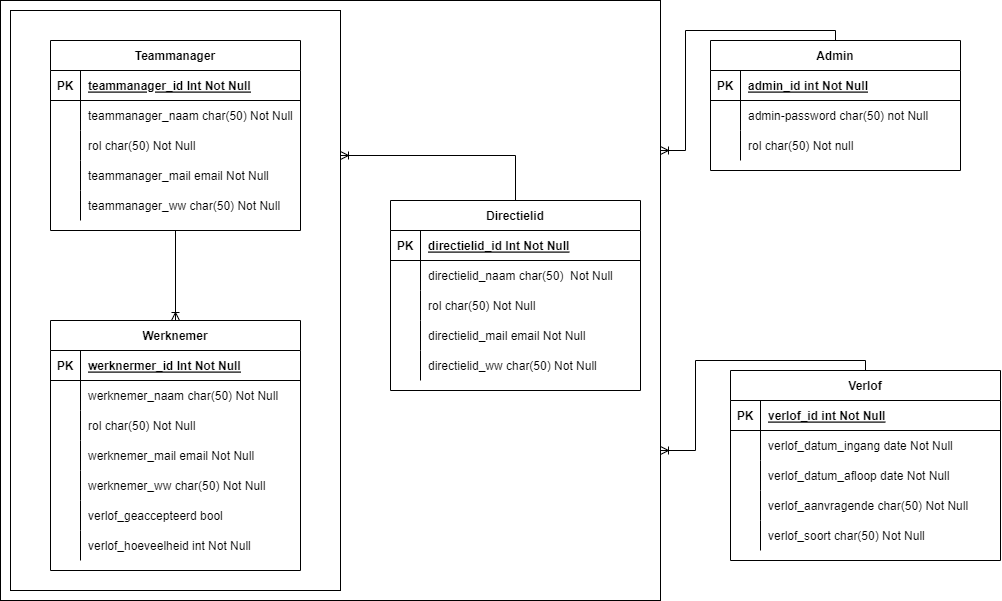 Teammanager
PK teammanager_id Int Not Null
teammanager_naam char(50) Not Null
rol char(50) Not Null
teammanager_mail email Not Null
teammanager_ww char(50) Not Null
Werknemer
PK werknermer_id Int Not Null
werknemer_naam char(50) Not Null
rol char(50) Not Null
werknemer_mail email Not Null
werknemer_ww char(50) Not Null
verlof_geaccepteerd bool
verlof_hoeveelheid int Not Null
Directielid
PK directielid_id Int Not Null
directielid_naam char(50) Not Null
rol char(50) Not Null
directielid_mail email Not Null
directielid_ww char(50) Not Null
Admin
PK admin_id int Not Null
admin-password char(50) not Null
rol char(50) Not null
Verlof
PK verlof_id int Not Null
verlof_datum_ingang date Not Null
verlof_datum_afloop date Not Null
verlof_aanvragende char(50) Not Null
verlof_soort char(50) Not Null